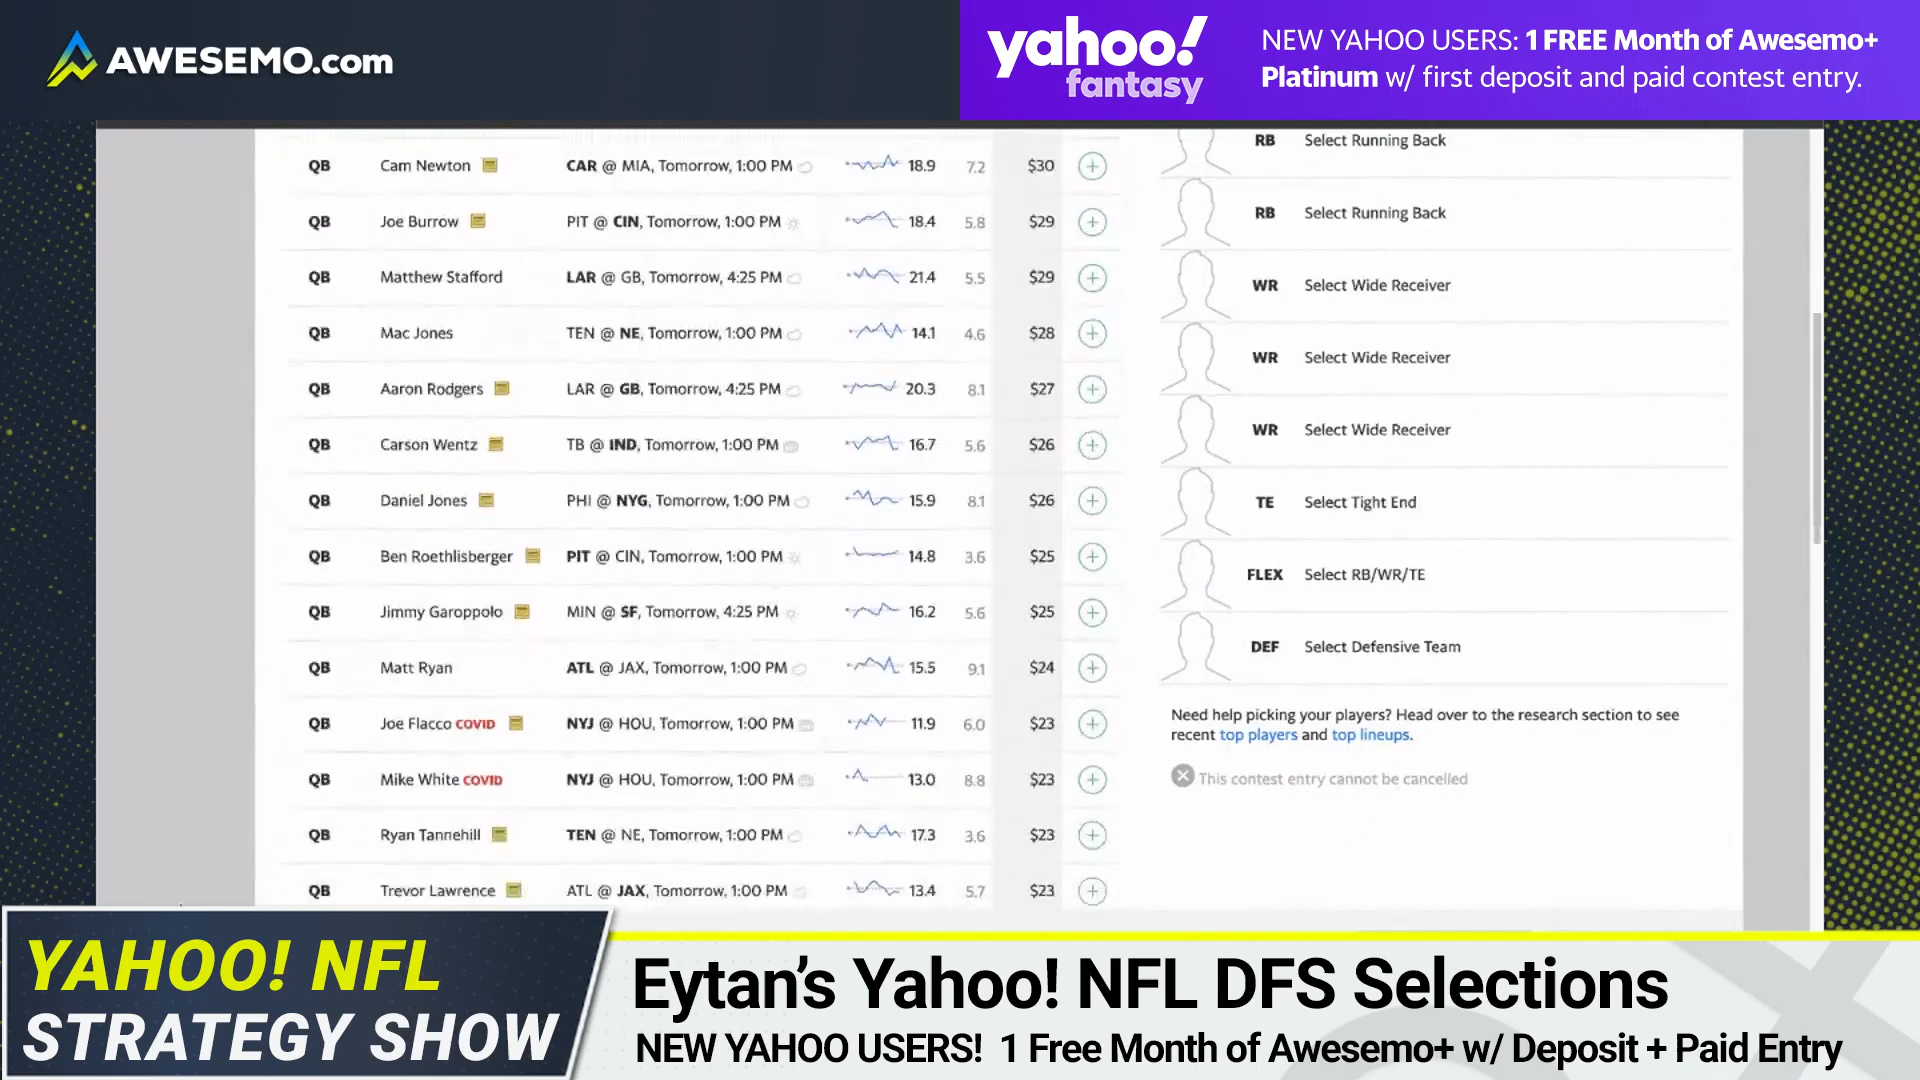 AWESEMO.com
yahoo!
fantasy
NEW YAHOO USERS: 1 FREE Month of Awesemo+
Platinum w/ first deposit and paid contest entry.
QB Cam Newton CAR @ MIA, Tomorrow, 1:00 PM 18.9 7.2 $30
QB Joe Burrow PIT @ CIN, Tomorrow, 1:00 PM 18.4 5.8 $29
QB Matthew Stafford LAR @ GB, Tomorrow, 4:25 PM 21.4 5.5 $29
QB Mac Jones TEN @ NE, Tomorrow, 1:00 PM 14.1 4.6 $28
QB Aaron Rodgers LAR @ GB, Tomorrow, 4:25 PM 20.3 8.1 $27
QB Carson Wentz TB @ IND, Tomorrow, 1:00 PM 16.7 5.6 $26
QB Daniel Jones PHI @ NYG, Tomorrow, 1:00 PM 15.9 8.1 $26
QB Ben Roethlisberger PIT @ CIN, Tomorrow, 1:00 PM 14.8 3.6 $25
QB Jimmy Garoppolo MIN @ SF, Tomorrow, 4:25 PM 16.2 5.6 $25
QB Matt Ryan ATL @ JAX, Tomorrow, 1:00 PM 15.5 9.1 $24
QB Joe Flacco COVID NYJ @ HOU, Tomorrow, 1:00 PM 11.9 6.0 $23
QB Mike White COVID NYJ @ HOU, Tomorrow, 1:00 PM 13.0 8.8 $23
QB Ryan Tannehill TEN @ NE, Tomorrow, 1:00 PM 17.3 3.6 $23
QB Trevor Lawrence ATL @ JAX, Tomorrow, 1:00 PM 13.4 5.7 $23
RB Select Running Back
RB Select Running Back
WR Select Wide Receiver
WR Select Wide Receiver
WR Select Wide Receiver
TE Select Tight End
FLEX Select RB/WR/TE
DEF Select Defensive Team
Need help picking your players? Head over to the research section to see
recent top players and top lineups.
This contest entry cannot be cancelled
YAHOO! NFL
STRATEGY SHOW
Eytan's Yahoo! NFL DFS Selections
NEW YAHOO USERS! 1 Free Month of Awesemo+ w/ Deposit + Paid Entry